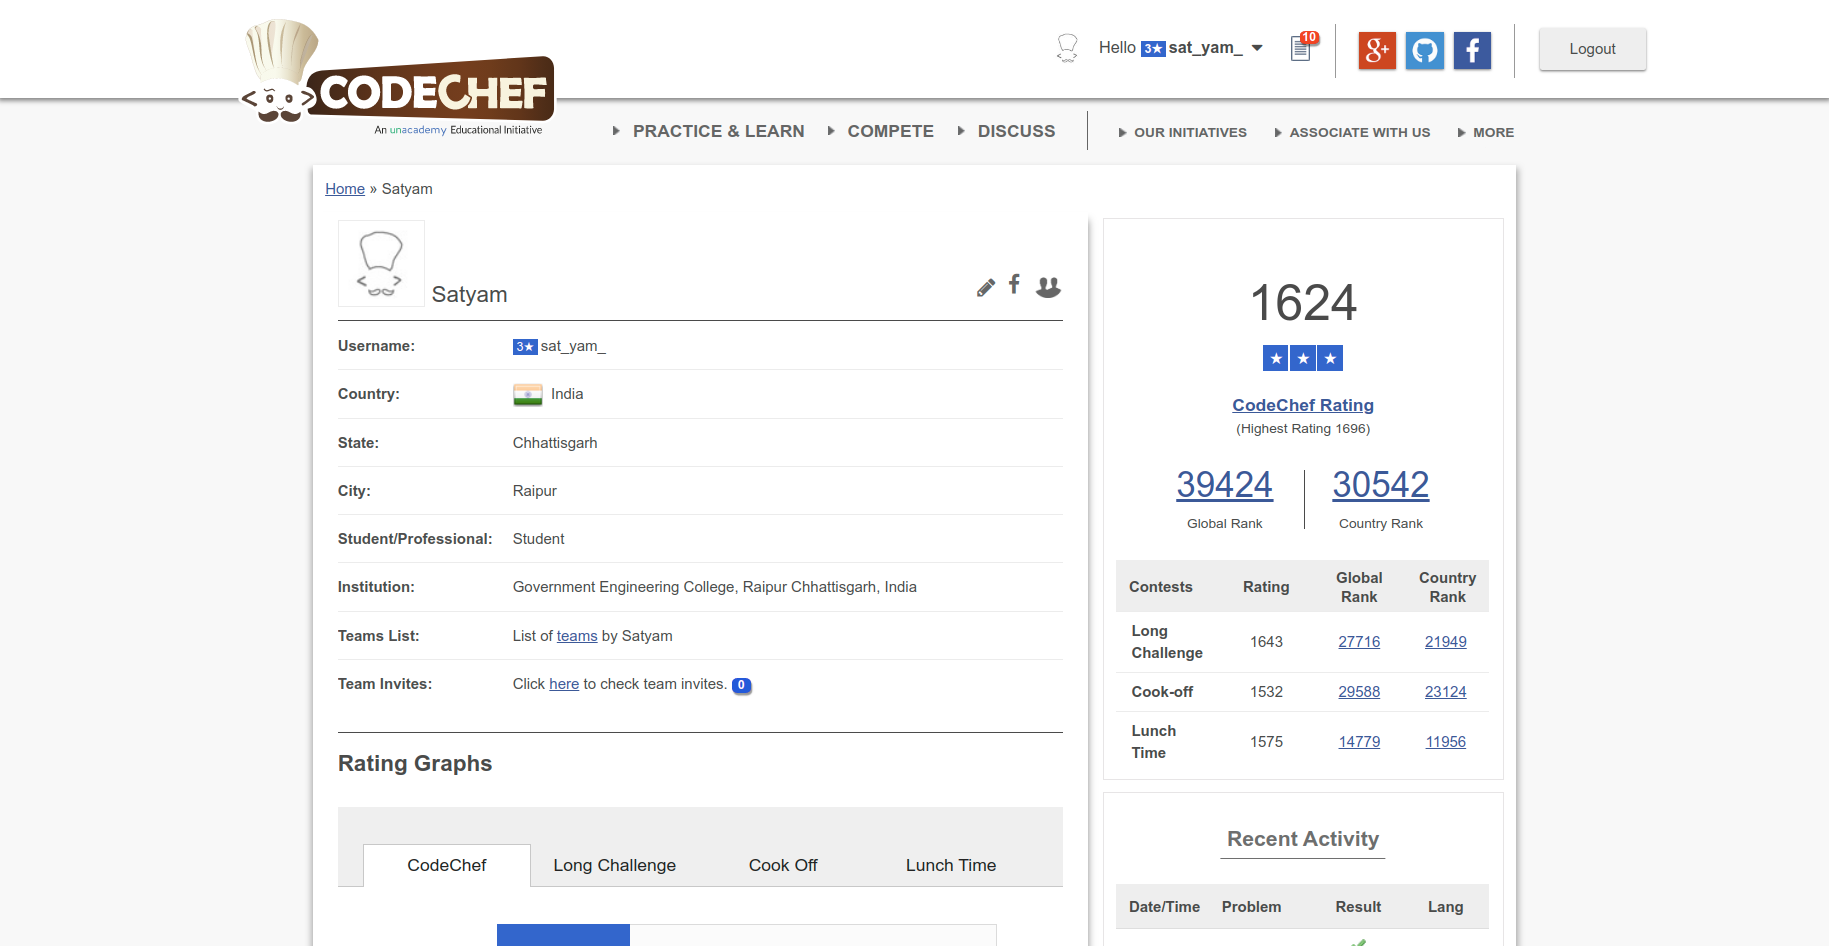 CODECHEF
An unacademy Educational Initiative
Hello 3★ sat_yam_
10
Logout
PRACTICE & LEARN
COMPETE
DISCUSS
OUR INITIATIVES
ASSOCIATE WITH US
MORE
Home » Satyam
Satyam
Username: 3★ sat_yam_
Country: India
State: Chhattisgarh
City: Raipur
Student/Professional: Student
Institution: Government Engineering College, Raipur Chhattisgarh, India
Teams List: List of teams by Satyam
Team Invites: Click here to check team invites. 0
Rating Graphs
CodeChef Long Challenge Cook Off Lunch Time
1624
★★★
CodeChef Rating
(Highest Rating 1696)
39424 30542
Global Rank Country Rank
Contests Rating Global Rank Country Rank
Long Challenge 1643 27716 21949
Cook-off 1532 29588 23124
Lunch Time 1575 14779 11956
Recent Activity
Date/Time Problem Result Lang